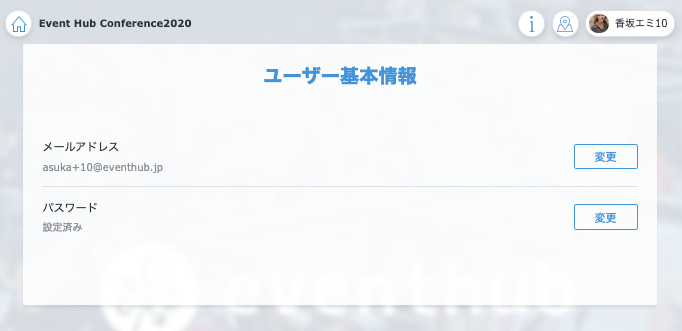 Event Hub Conference2020
香坂エミ10
ユーザー基本情報
メールアドレス
変更
asuka+10@eventhub.jp
パスワード
変更
設定済み
eventhub